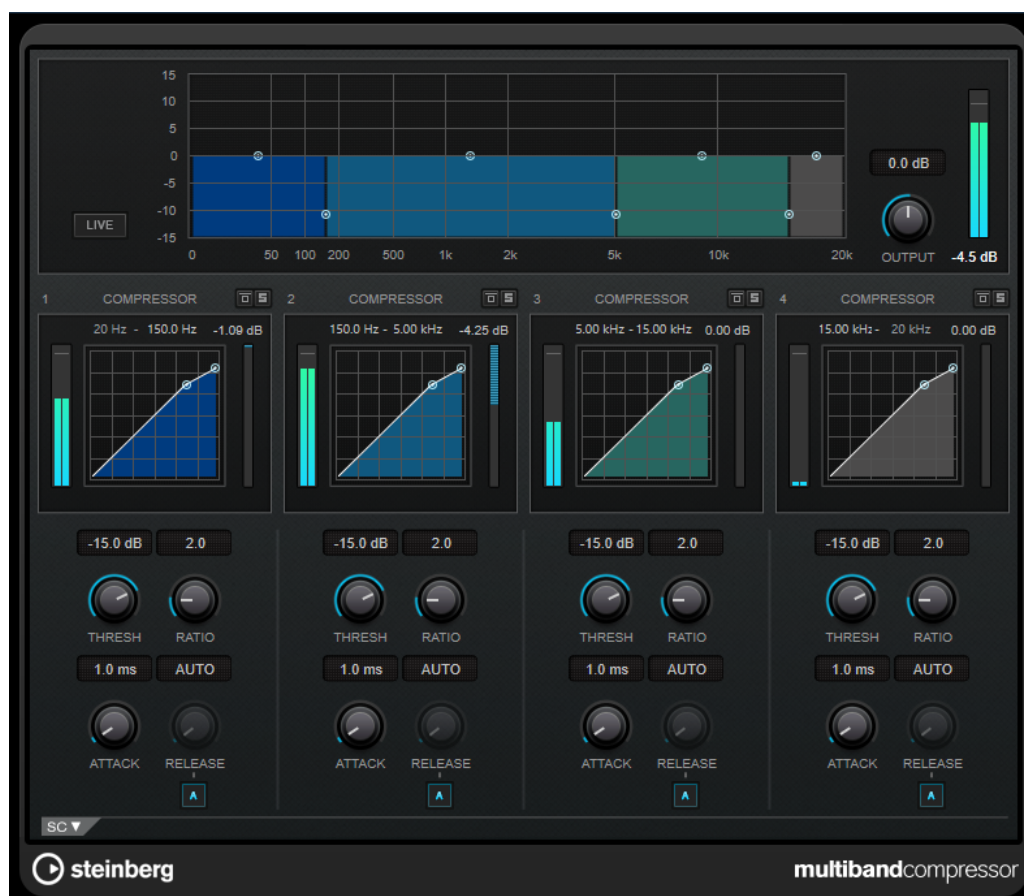 15
10
5
0
-5
-10
-15
LIVE
0 50 100 200 500 1k 2k 5k 10k 20k
0.0 dB
OUTPUT -4.5 dB
1 COMPRESSOR S 2 COMPRESSOR S 3 COMPRESSOR S 4 COMPRESSOR S
20 Hz - 150.0 Hz -1.09 dB 150.0 Hz - 5.00 kHz -4.25 dB 5.00 kHz - 15.00 kHz 0.00 dB 15.00 kHz - 20 kHz 0.00 dB
-15.0 dB 2.0 -15.0 dB 2.0 -15.0 dB 2.0 -15.0 dB 2.0
THRESH RATIO THRESH RATIO THRESH RATIO THRESH RATIO
1.0 ms AUTO 1.0 ms AUTO 1.0 ms AUTO 1.0 ms AUTO
ATTACK RELEASE ATTACK RELEASE ATTACK RELEASE ATTACK RELEASE
A A A A
SC ▼
steinberg multibandcompressor